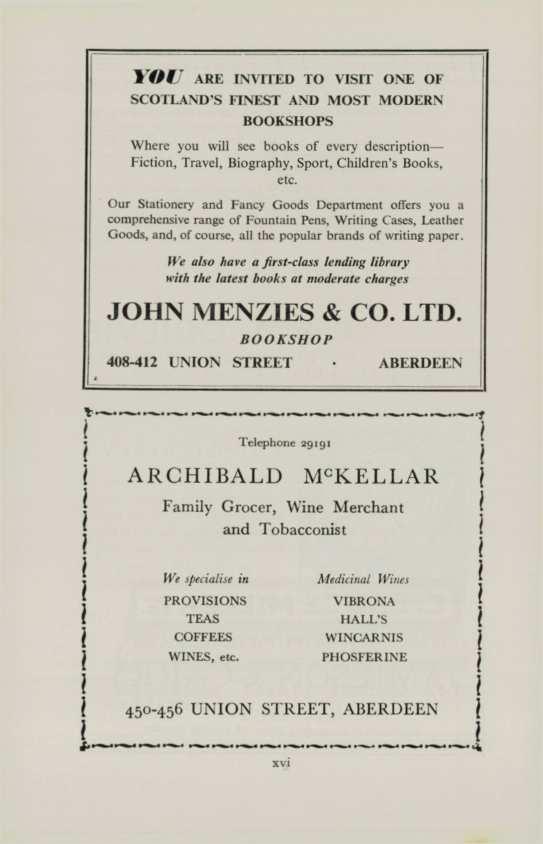 YOU ARE INVITED TO VISIT ONE OF
SCOTLAND'S FINEST AND MOST MODERN
BOOKSHOPS
Where you will see books of every description—
Fiction, Travel, Biography, Sport, Children's Books,
etc.
Our Stationery and Fancy Goods Department offers you a
comprehensive range of Fountain Pens, Writing Cases, Leather
Goods, and, of course, all the popular brands of writing paper.
We also have a first-class lending library
with the latest books at moderate charges
JOHN MENZIES & CO. LTD.
BOOKSHOP
408-412 UNION STREET · ABERDEEN
Telephone 29191
ARCHIBALD McKELLAR
Family Grocer, Wine Merchant
and Tobacconist
We specialise in
PROVISIONS
TEAS
COFFEES
WINES, etc.
Medicinal Wines
VIBRONA
HALL'S
WINCARNIS
PHOSFERINE
450-456 UNION STREET, ABERDEEN
xvi